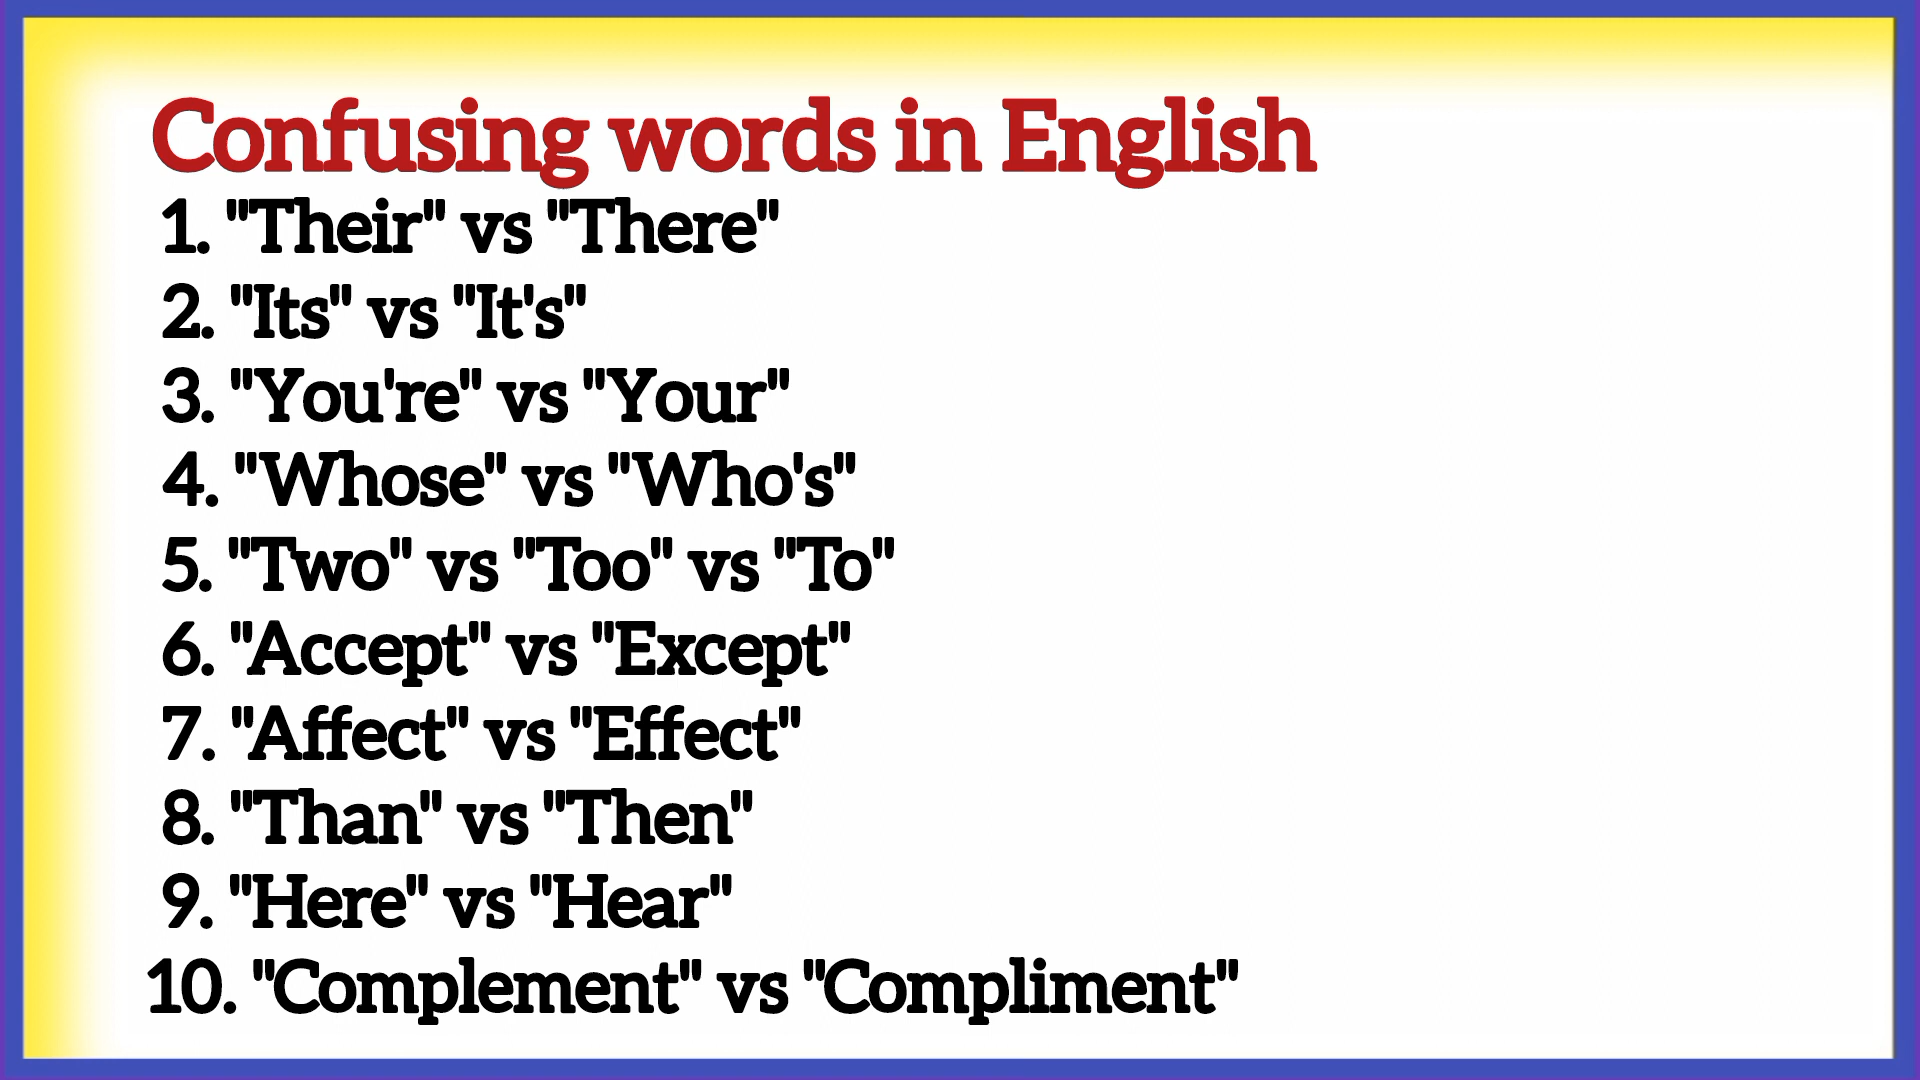 Confusing words in English
1. "Their" vs "There"
2. "Its" vs "It's"
3. "You're" vs "Your"
4. "Whose" vs "Who's"
5. "Two" vs "Too" vs "To"
6. "Accept" vs "Except"
7. "Affect" vs "Effect"
8. "Than" vs "Then"
9. "Here" vs "Hear"
10. "Complement" vs "Compliment"